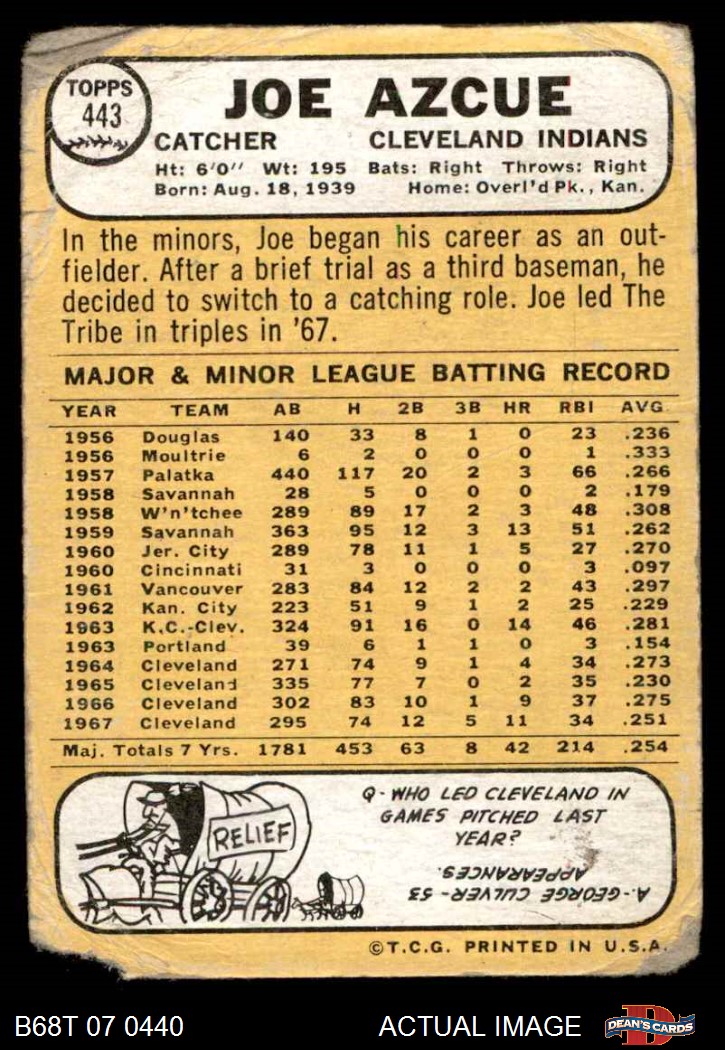 TOPPS
443
JOE AZCUE
CATCHER CLEVELAND INDIANS
Ht: 6'0" Wt: 195 Bats: Right Throws: Right
Born: Aug. 18, 1939 Home: Overl'd Pk., Kan.
In the minors, Joe began his career as an out-
fielder. After a brief trial as a third baseman, he
decided to switch to a catching role. Joe led The
Tribe in triples in '67.
MAJOR & MINOR LEAGUE BATTING RECORD
YEAR TEAM AB H 2B 3B HR RBI AVG
1956 Douglas 140 33 8 1 0 23 .236
1956 Moultrie 6 2 0 0 0 1 .333
1957 Palatka 440 117 20 2 3 66 .266
1958 Savannah 28 5 0 0 0 2 .179
1958 W'n'tchee 289 89 17 2 3 48 .308
1959 Savannah 363 95 12 3 13 51 .262
1960 Jer. City 289 78 11 1 5 27 .270
1960 Cincinnati 31 3 0 0 0 3 .097
1961 Vancouver 283 84 12 2 2 43 .297
1962 Kan. City 223 51 9 1 2 25 .229
1963 K.C.-Clev. 324 91 16 0 14 46 .281
1963 Portland 39 6 1 1 0 3 .154
1964 Cleveland 271 74 9 1 4 34 .273
1965 Cleveland 335 77 7 0 2 35 .230
1966 Cleveland 302 83 10 1 9 37 .275
1967 Cleveland 295 74 12 5 11 34 .251
Maj. Totals 7 Yrs. 1781 453 63 8 42 214 .254
RELIEF
Q-WHO LED CLEVELAND IN
GAMES PITCHED LAST
YEAR?
A-GEORGE CULVER-53
APPEARANCES.
©T.C.G. PRINTED IN U.S.A.
B68T 07 0440 ACTUAL IMAGE
D
DEAN'S CARDS